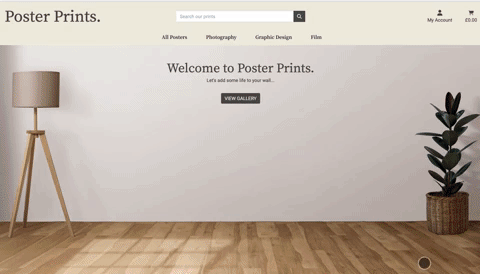 Poster Prints.
Search our prints
My Account
£0.00
All Posters
Photography
Graphic Design
Film
Welcome to Poster Prints.
Let's add some life to your wall...
VIEW GALLERY